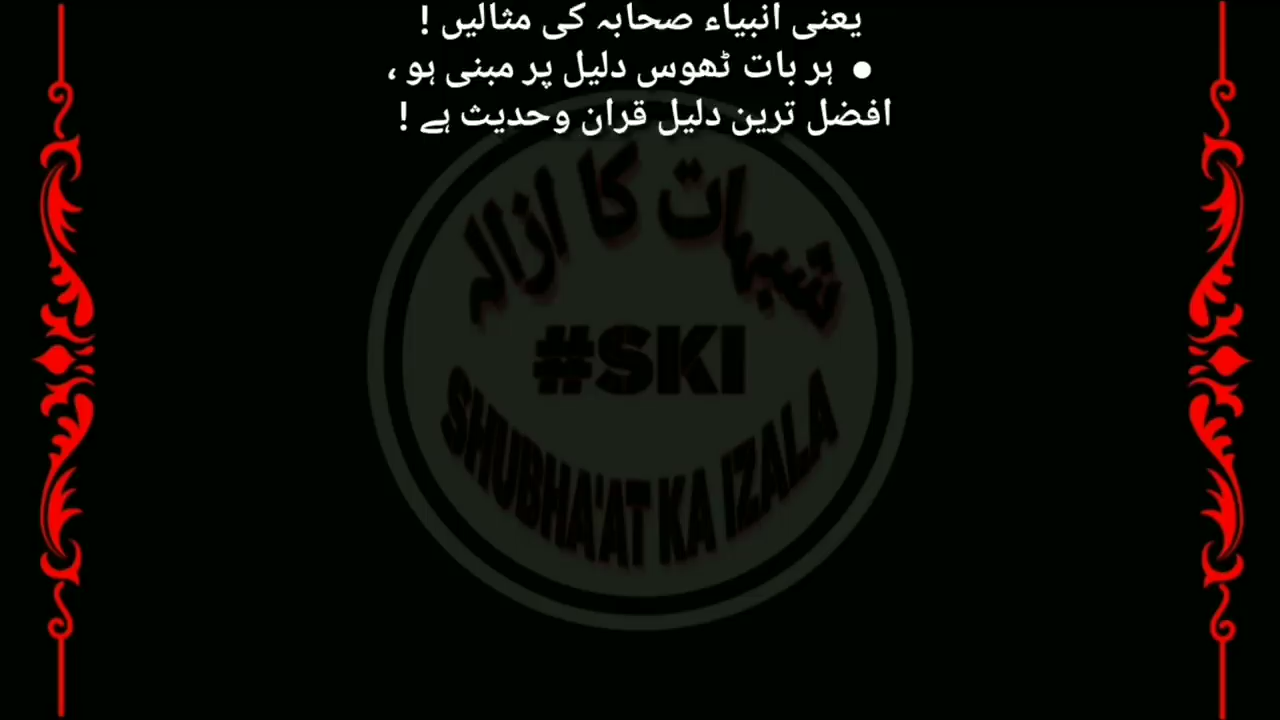 یعنی انبیاء صحابہ کی مثالیں !
• ہر بات ٹھوس دلیل پر مبنی ہو ،
افضل ترین دلیل قران وحدیث ہے !
شبہات کا ازالہ
#SKI
SHUBHA'AT KA IZALA